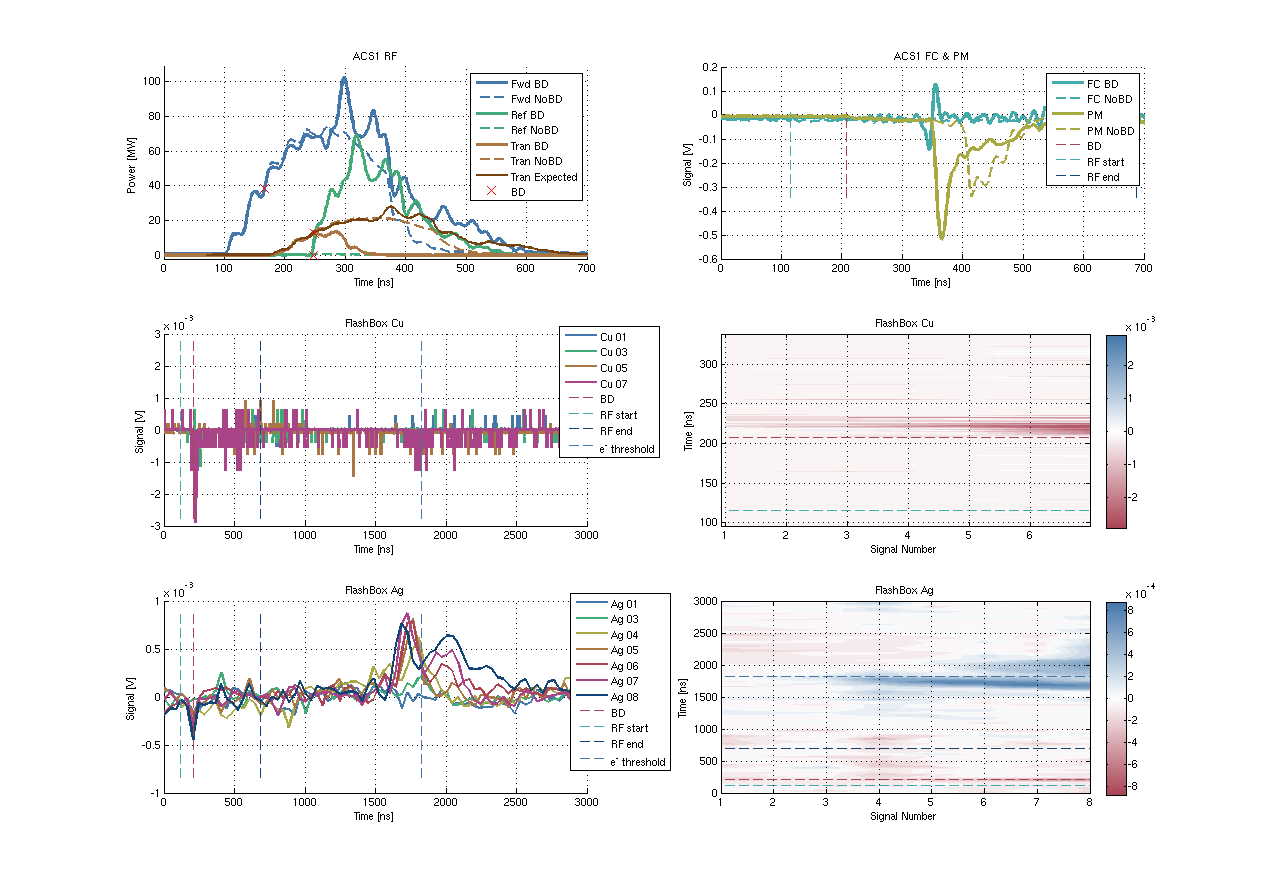 ACS1 RF
Power [MW]
100
80
60
40
20
0
0 100 200 300 400 500 600 700
Time [ns]
Fwd BD
Fwd NoBD
Ref BD
Ref NoBD
Tran BD
Tran NoBD
Tran Expected
BD
ACS1 FC & PM
Signal [V]
0.2
0.1
0
-0.1
-0.2
-0.3
-0.4
-0.5
-0.6
0 100 200 300 400 500 600 700
Time [ns]
FC BD
FC NoBD
PM
PM NoBD
BD
RF start
RF end
FlashBox Cu
x 10⁻³
Signal [V]
3
2
1
0
-1
-2
-3
0 500 1000 1500 2000 2500 3000
Time [ns]
Cu 01
Cu 03
Cu 05
Cu 07
BD
RF start
RF end
e⁻ threshold
FlashBox Cu
Time [ns]
300
250
200
150
100
1 2 3 4 5 6
Signal Number
x 10⁻³
2
1
-0
-1
-2
FlashBox Ag
x 10⁻³
Signal [V]
1
0.5
0
-0.5
-1
0 500 1000 1500 2000 2500 3000
Time [ns]
Ag 01
Ag 03
Ag 04
Ag 05
Ag 06
Ag 07
Ag 08
BD
RF start
RF end
e⁻ threshold
FlashBox Ag
Time [ns]
3000
2500
2000
1500
1000
500
0
1 2 3 4 5 6 7 8
Signal Number
x 10⁻⁴
8
6
4
2
-0
-2
-4
-6
-8